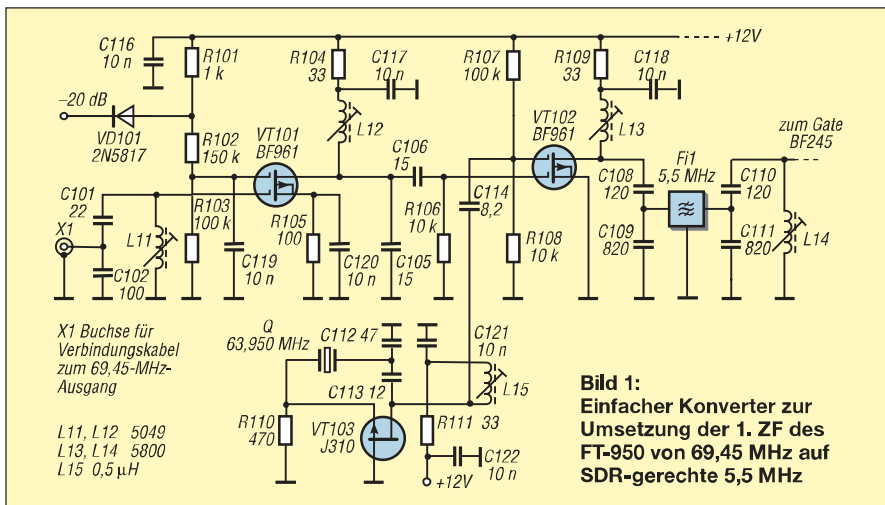 +12V
C116
10 n
R101
1 k
R104
33
C117
10 n
R107
100 k
R109
33
C118
10 n
–20 dB
VD101
2N5817
L12
L13
R102
150 k
VT101
BF961
VT102
BF961
zum Gate
BF245
C106
15
Fi1
5,5 MHz
C108
120
C110
120
C101
22
X1
L11
R103
100 k
R105
100
R106
10 k
C114
8,2
C109
820
C111
820
L14
C102
100
C119
10 n
C120
10 n
C105
15
R108
10 k
X1 Buchse für
Verbindungskabel
zum 69,45-MHz-
Ausgang
Q
63,950 MHz
C112 47
C121
10 n
C113 12
L15
L11, L12 5049
L13, L14 5800
L15 0,5 µH
R110
470
VT103
J310
R111 33
C122
10 n
+12V
Bild 1:
Einfacher Konverter zur
Umsetzung der 1. ZF des
FT-950 von 69,45 MHz auf
SDR-gerechte 5,5 MHz